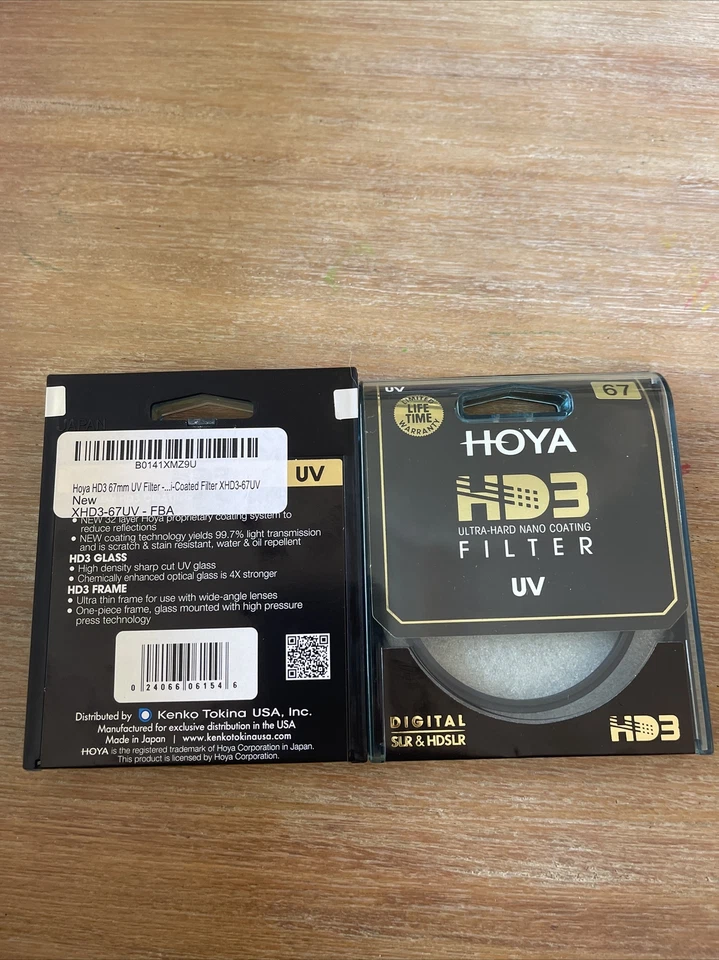 JAPAN
B0141XMZ9U
Hoya HD3 67mm UV Filter -...i-Coated Filter XHD3-67UV
New
XHD3-67UV - FBA
UV
• NEW 32 layer Hoya proprietary coating system to
reduce reflections
• NEW coating technology yields 99.7% light transmission
and is scratch & stain resistant, water & oil repellent
HD3 GLASS
• High density sharp cut UV glass
• Chemically enhanced optical glass is 4X stronger
HD3 FRAME
• Ultra thin frame for use with wide-angle lenses
• One-piece frame, glass mounted with high pressure
press technology
0 24066 06154 6
Distributed by Kenko Tokina USA, Inc.
Manufactured for exclusive distribution in the USA
Made in Japan | www.kenkotokinausa.com
HOYA is the registered trademark of Hoya Corporation in Japan.
This product is licensed by Hoya Corporation.
UV
67
LIMITED
LIFE
TIME
WARRANTY
HOYA
HD3
ULTRA-HARD NANO COATING
FILTER
UV
DIGITAL
SLR & HDSLR
HD3